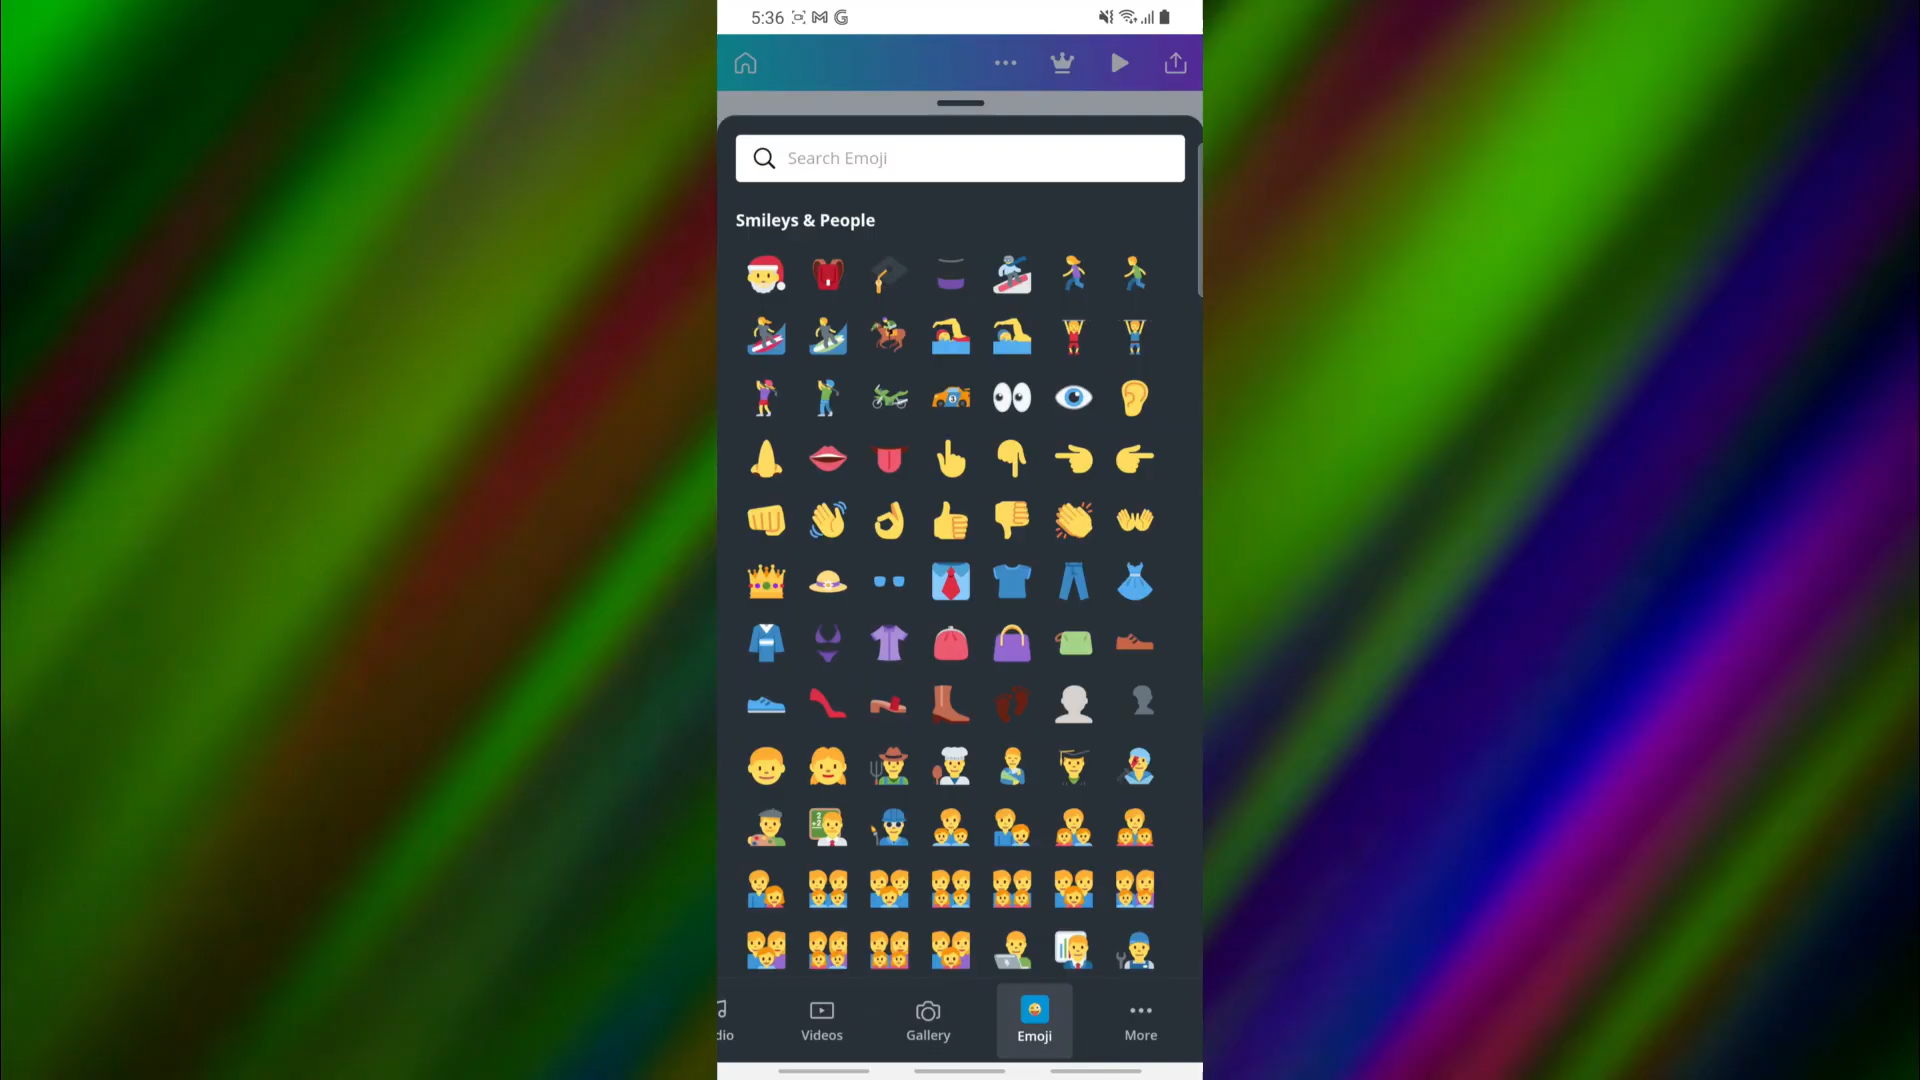 5:36
Search Emoji
Smileys & People
dio
Videos
Gallery
Emoji
More